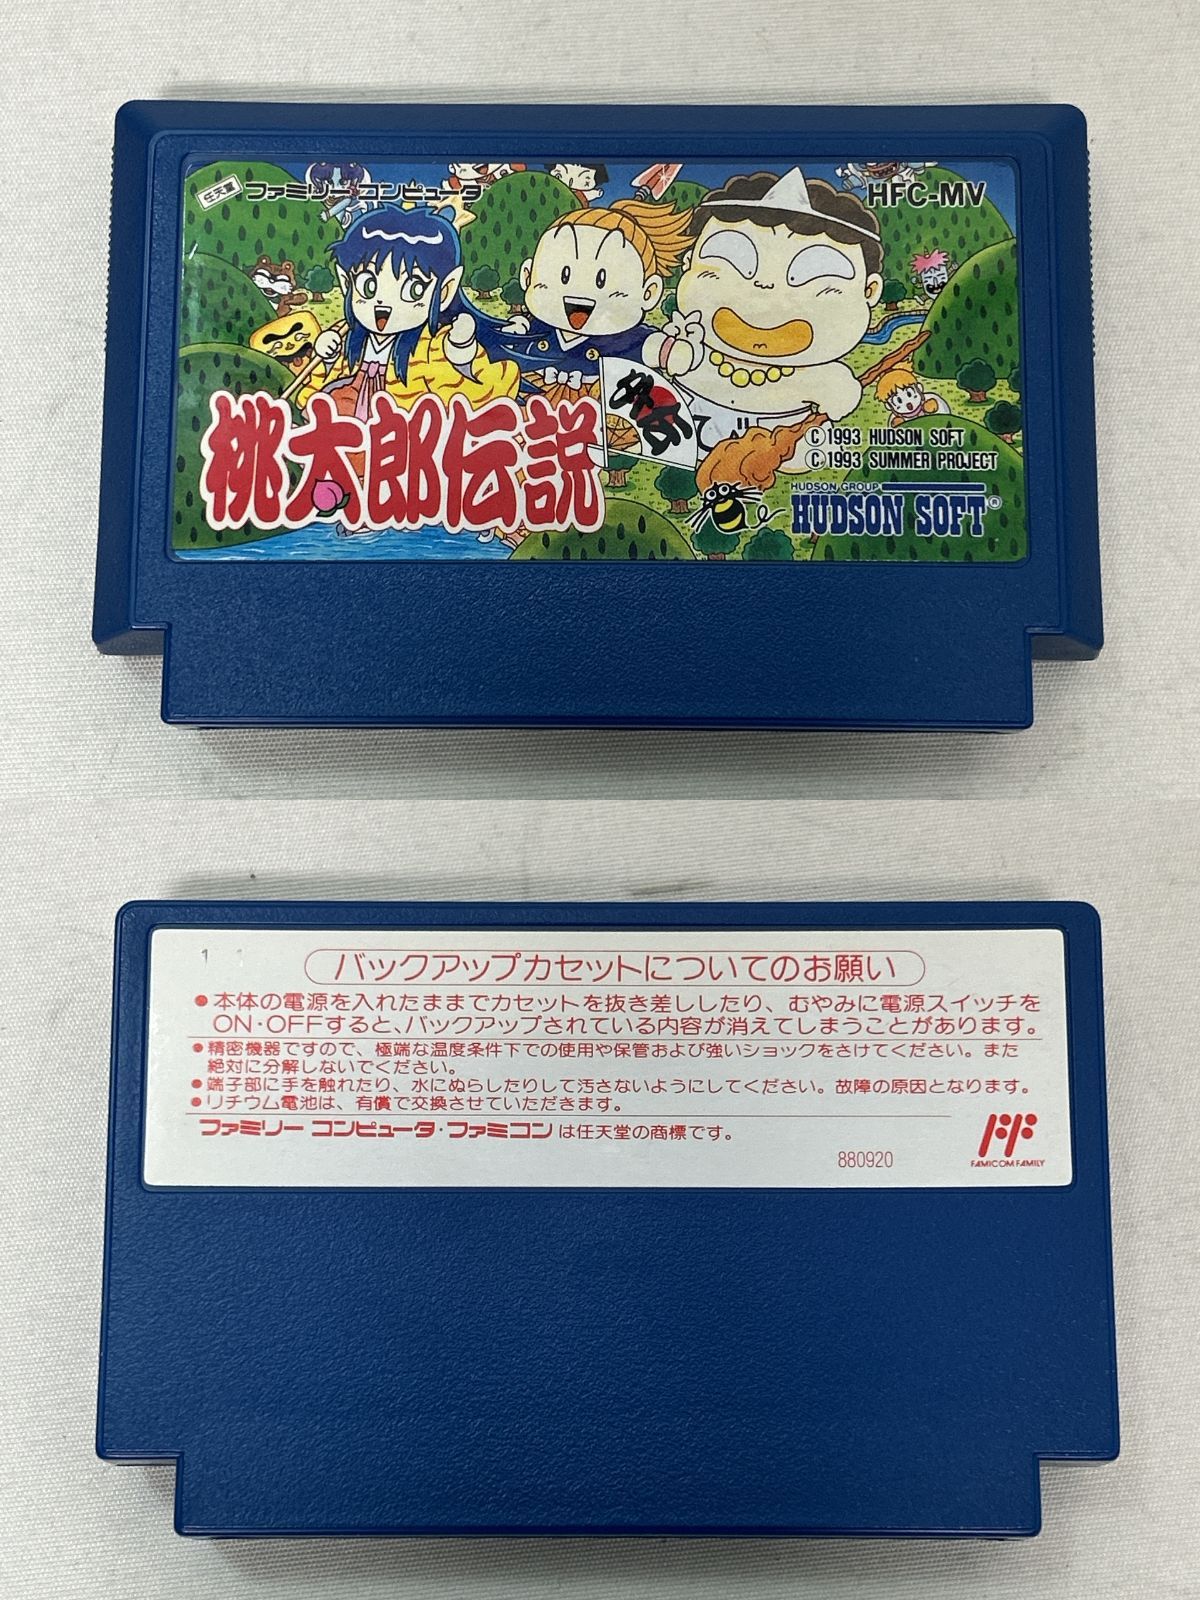 任天堂 ファミリー コンピュータ
HFC-MV
桃太郎伝説
© 1993 HUDSON SOFT
© 1993 SUMMER PROJECT
HUDSON GROUP
HUDSON SOFT®
1 1
バックアップカセットについてのお願い
●本体の電源を入れたままでカセットを抜き差ししたり、むやみに電源スイッチを
ON・OFFすると、バックアップされている内容が消えてしまうことがあります。
●精密機器ですので、極端な温度条件下での使用や保管および強いショックをさけてください。また
絶対に分解しないでください。
●端子部に手を触れたり、水にぬらしたりして汚さないようにしてください。故障の原因となります。
●リチウム電池は、有償で交換させていただきます。
ファミリー コンピュータ・ファミコン は任天堂の商標です。
880920
FAMICOM FAMILY